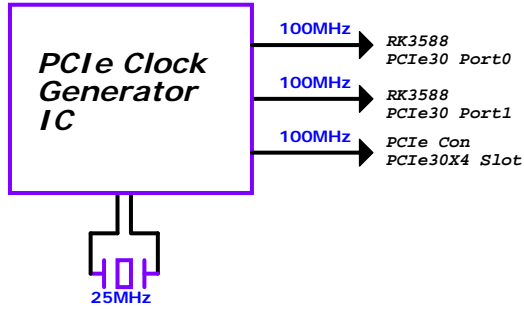 PCIe Clock
Generator
IC
100MHz
RK3588
PCIe30 Port0
100MHz
RK3588
PCIe30 Port1
100MHz
PCIe Con
PCIe30X4 Slot
25MHz